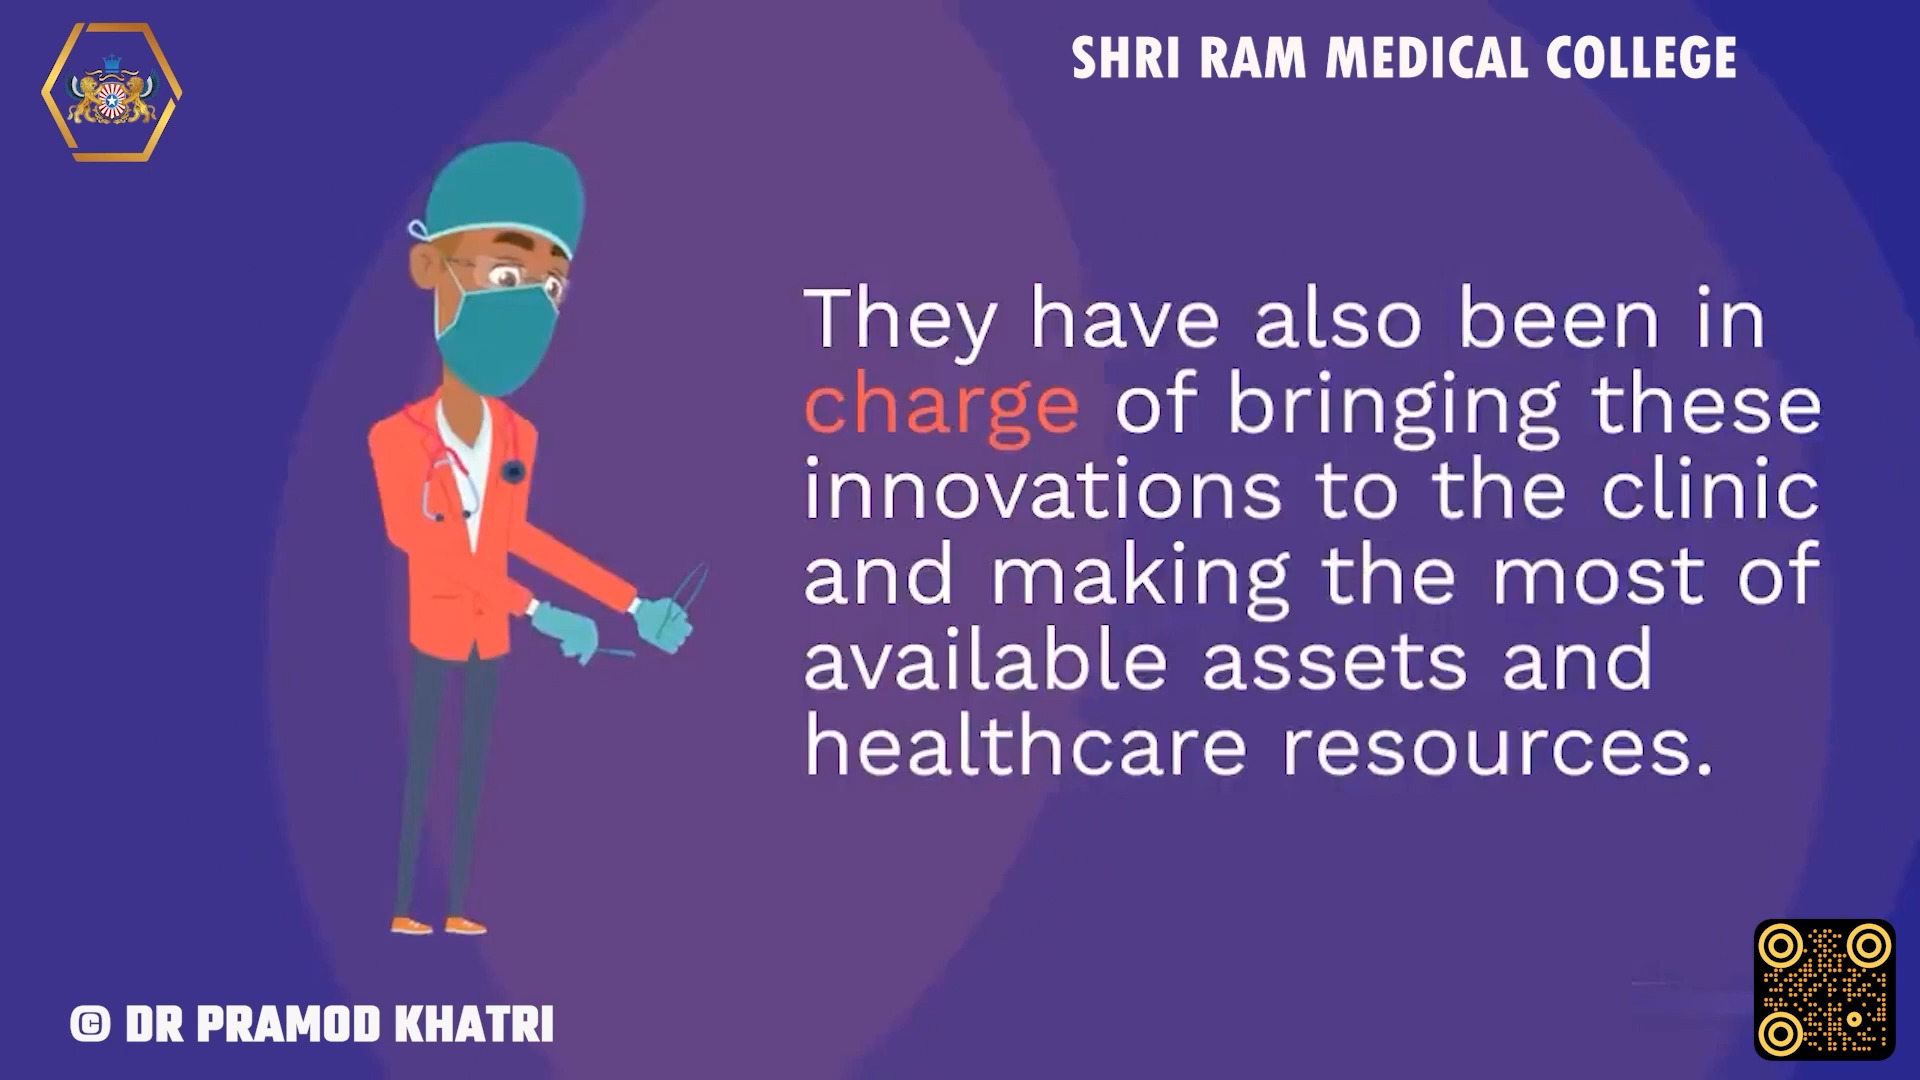 SHRI RAM MEDICAL COLLEGE
They have also been in
charge of bringing these
innovations to the clinic
and making the most of
available assets and
healthcare resources.
© DR PRAMOD KHATRI